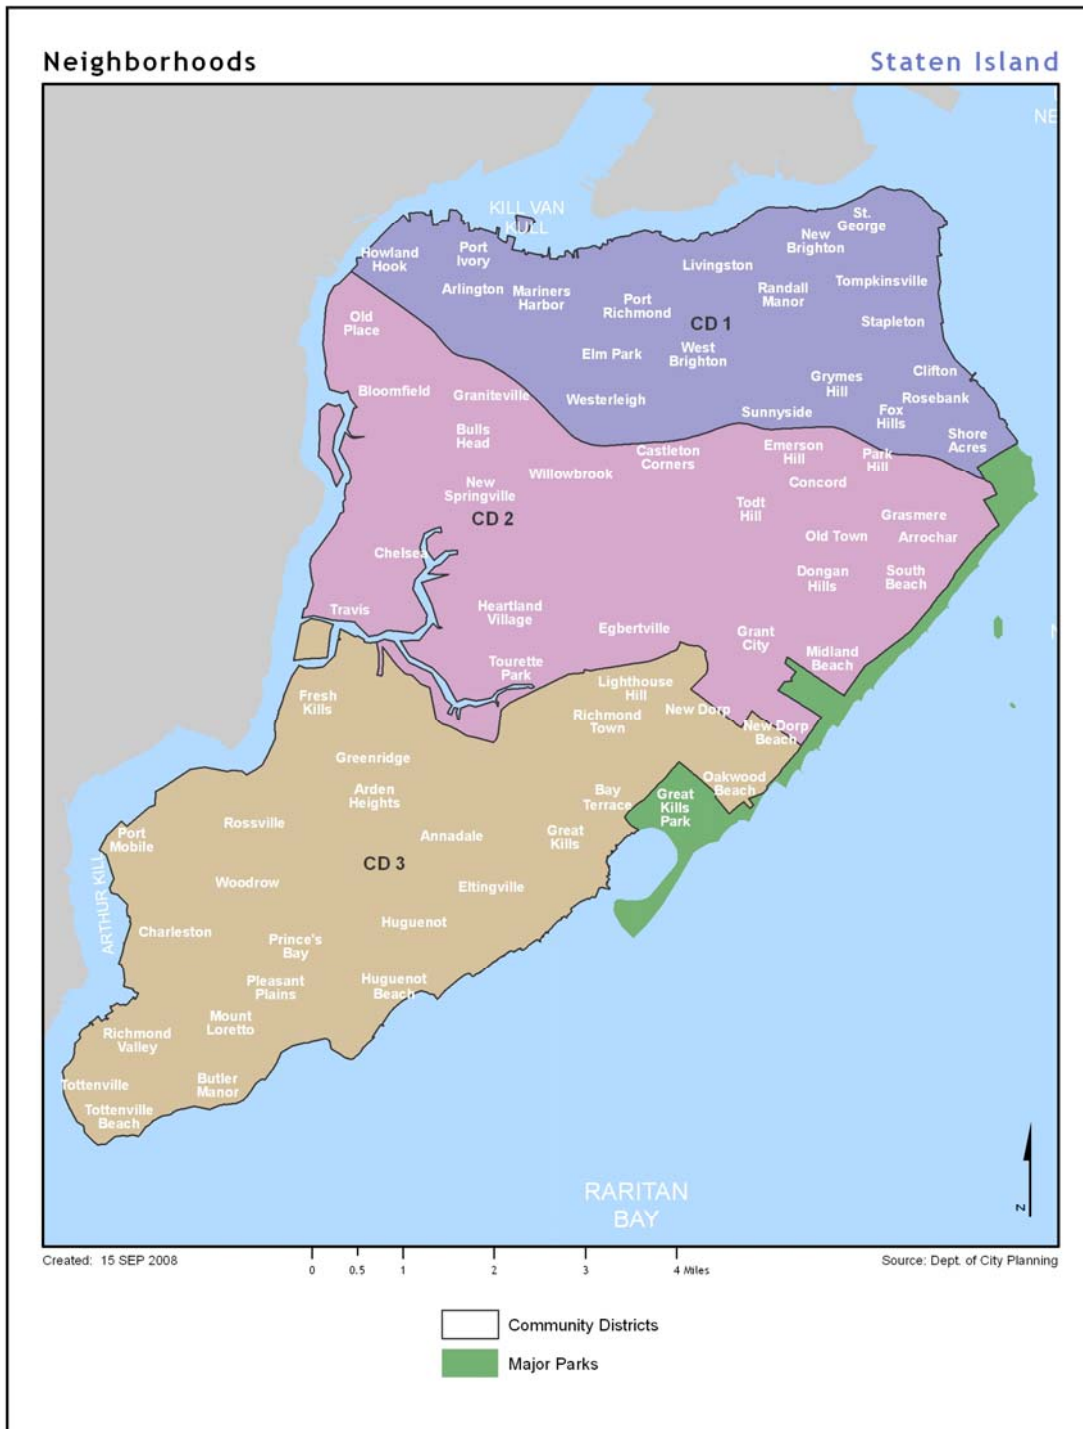 Neighborhoods
Staten Island
NE
KILL VAN
KULL
St.
George
New
Brighton
Howland
Hook
Port
Ivory
Livingston
Tompkinsville
Arlington
Mariners
Harbor
Randall
Manor
Port
Richmond
Old
Place
CD 1
Stapleton
Elm Park
West
Brighton
Clifton
Bloomfield
Graniteville
Westerleigh
Grymes
Hill
Rosebank
Sunnyside
Fox
Hills
Bulls
Head
Shore
Acres
Castleton
Corners
Emerson
Hill
Park
Hill
Willowbrook
Concord
New
Springville
Todt
Hill
CD 2
Grasmere
Old Town
Arrochar
Chelsea
Dongan
Hills
South
Beach
Travis
Heartland
Village
Egbertville
Grant
City
N
Midland
Beach
Tourette
Park
Lighthouse
Hill
Fresh
Kills
New Dorp
Richmond
Town
New Dorp
Beach
Greenridge
Oakwood
Beach
Arden
Heights
Bay
Terrace
Great
Kills
Park
Rossville
Port
Mobile
Annadale
Great
Kills
CD 3
Woodrow
Eltingville
ARTHUR KILL
Huguenot
Charleston
Prince's
Bay
Pleasant
Plains
Huguenot
Beach
Mount
Loretto
Richmond
Valley
Tottenville
Butler
Manor
Tottenville
Beach
RARITAN
BAY
N
Created: 15 SEP 2008
Source: Dept. of City Planning
0 0.5 1 2 3 4 Miles
Community Districts
Major Parks